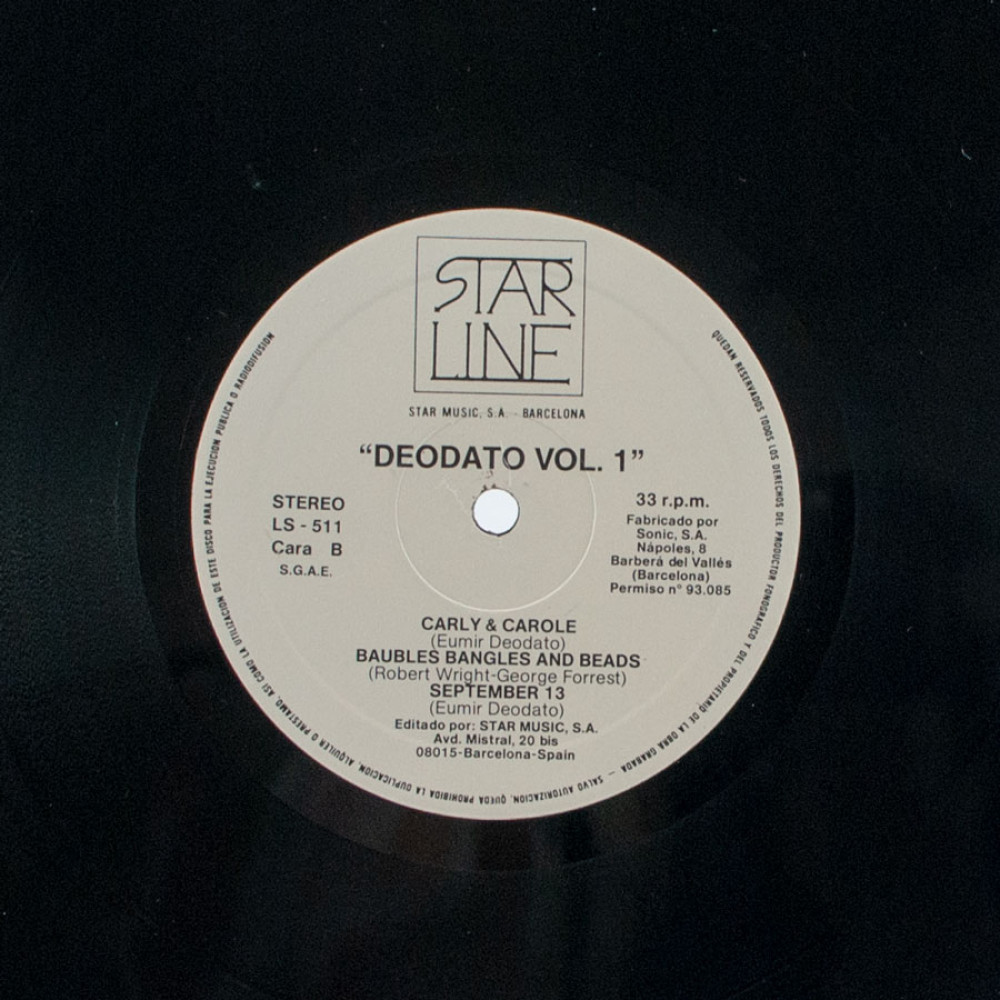 STAR
LINE
STAR MUSIC, S.A. - BARCELONA
“DEODATO VOL. 1”
STEREO
LS - 511
Cara B
S.G.A.E.
33 r.p.m.
Fabricado por
Sonic, S.A.
Nápoles, 8
Barberá del Vallés
(Barcelona)
Permiso n° 93.085
CARLY & CAROLE
(Eumir Deodato)
BAUBLES BANGLES AND BEADS
(Robert Wright-George Forrest)
SEPTEMBER 13
(Eumir Deodato)
Editado por: STAR MUSIC, S.A.
Avd. Mistral, 20 bis
08015-Barcelona-Spain
QUEDAN RESERVADOS TODOS LOS DERECHOS DEL PRODUCTOR FONOGRAFICO Y DEL PROPIETARIO DE LA OBRA GRABADA — SALVO AUTORIZACION, QUEDA PROHIBIDA LA DUPLICACION, ALQUILER O PRESTAMO, ASI COMO LA UTILIZACION DE ESTE DISCO PARA LA EJECUCION PUBLICA O RADIODIFUSION